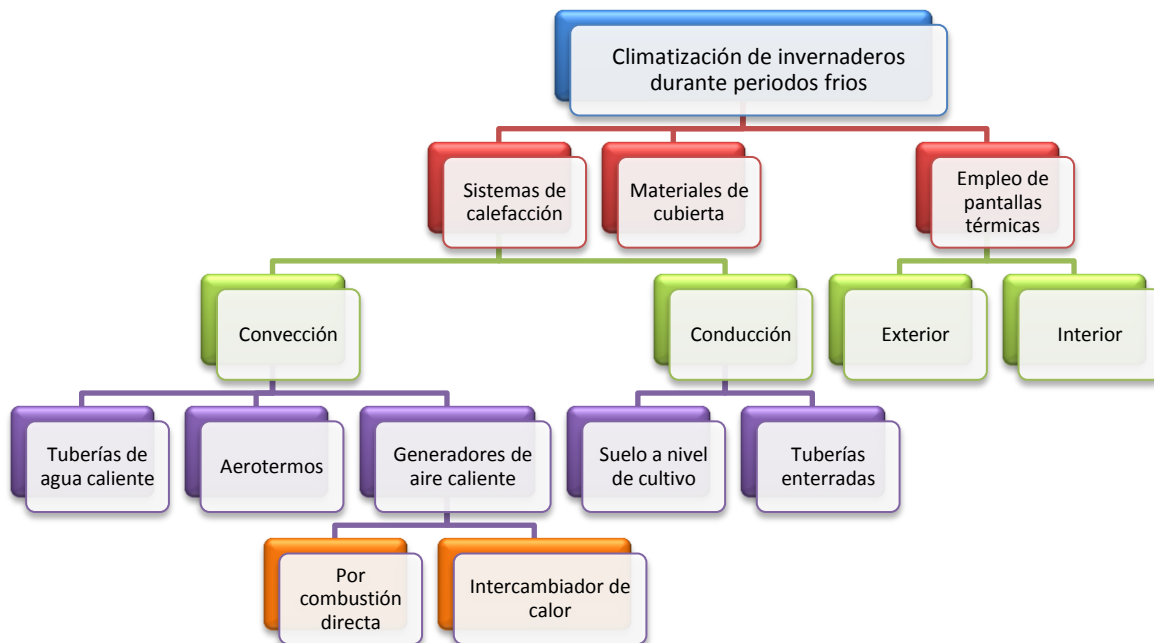 Climatización de invernaderos
durante periodos frios
Sistemas de
calefacción
Materiales de
cubierta
Empleo de
pantallas
térmicas
Convección
Conducción
Exterior
Interior
Tuberías de
agua caliente
Aerotermos
Generadores de
aire caliente
Suelo a nivel
de cultivo
Tuberías
enterradas
Por
combustión
directa
Intercambiador de
calor